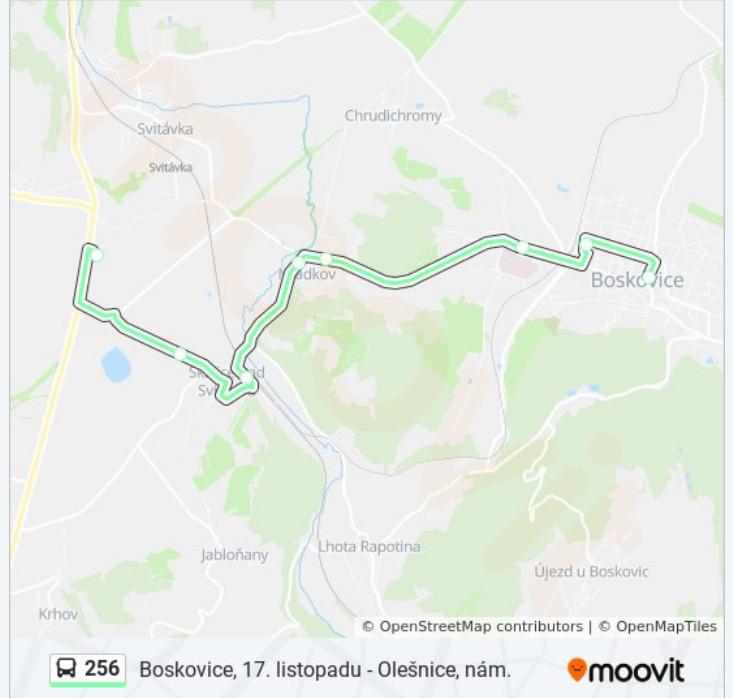 Chrudichromy
Svitávka
Svitávka
Boskovice
Jabloňany
Lhota Rapotina
Újezd u Boskovic
Krhov
© OpenStreetMap contributors | © OpenMapTiles
256 Boskovice, 17. listopadu - Olešnice, nám.
moovit